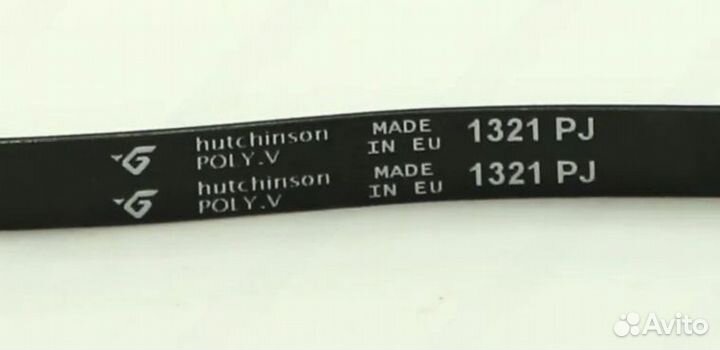 hutchinson MADE 1321 PJ
POLY.V IN EU
hutchinson MADE 1321 PJ
POLY.V IN EU
Avito